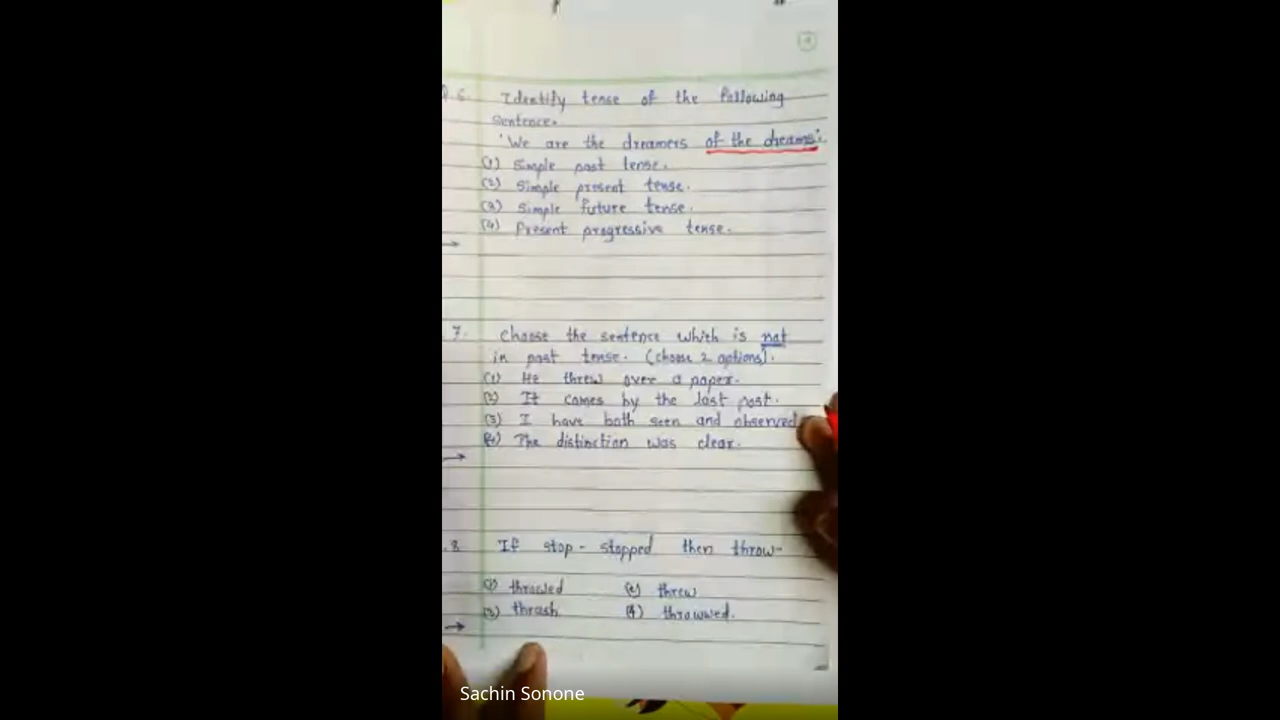 6. Identify tense of the following
sentence.
'We are the dreamers of the dreams'.
(1) Simple past tense.
(2) Simple present tense.
(3) Simple future tense.
(4) Present progressive tense.
→
7. Choose the sentence which is not
in past tense. (choose 2 options).
(1) He threw over a paper.
(2) It comes by the last post.
(3) I have both seen and observed
(4) The distinction was clear.
→
.8 If stop - stopped then throw-
(1) throwed (2) threw
(3) thrash (4) throwwed.
→
Sachin Sonone